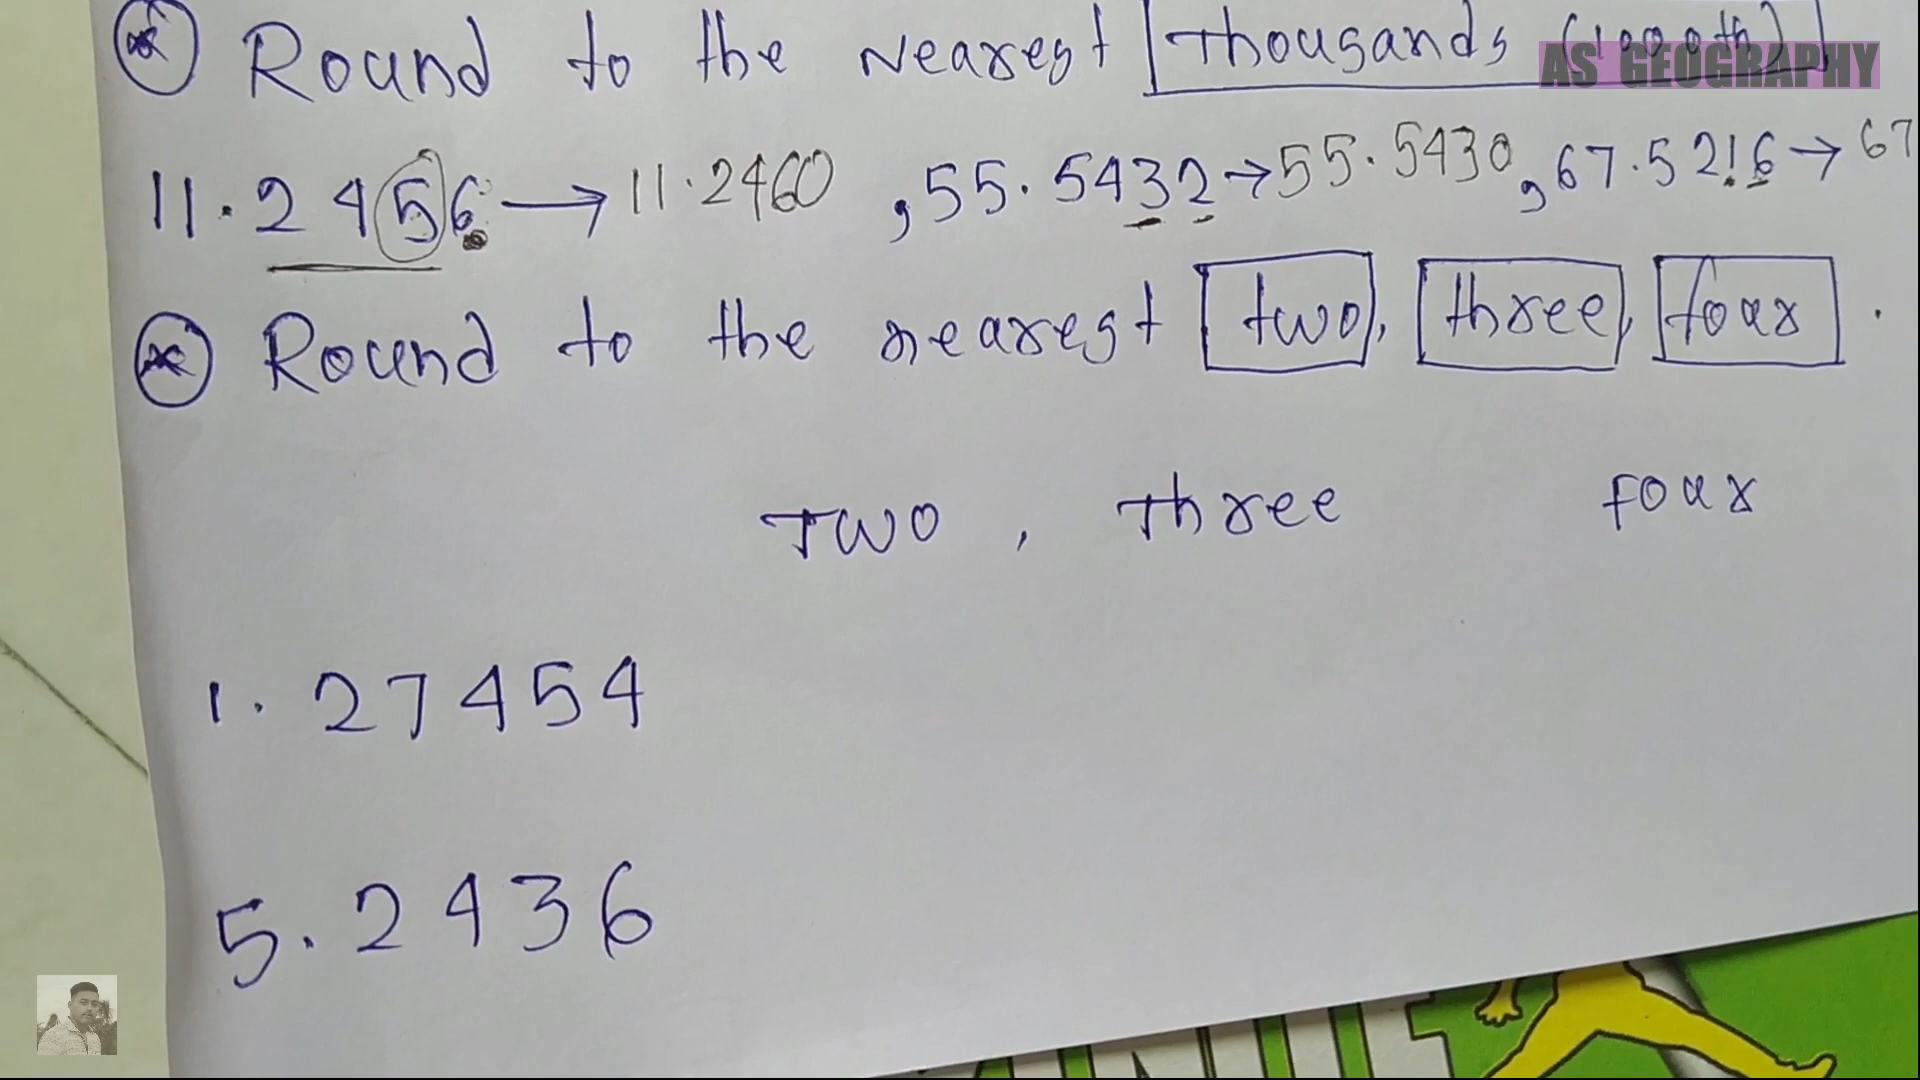 Round to the Nearest Thousands (1000th)
AS GEOGRAPHY
11.2456 → 11.2460 , 55.5432 → 55.5430 , 67.5216 → 67
Round to the nearest two, three, four.
Two , Three Four
1.27454
5.2436